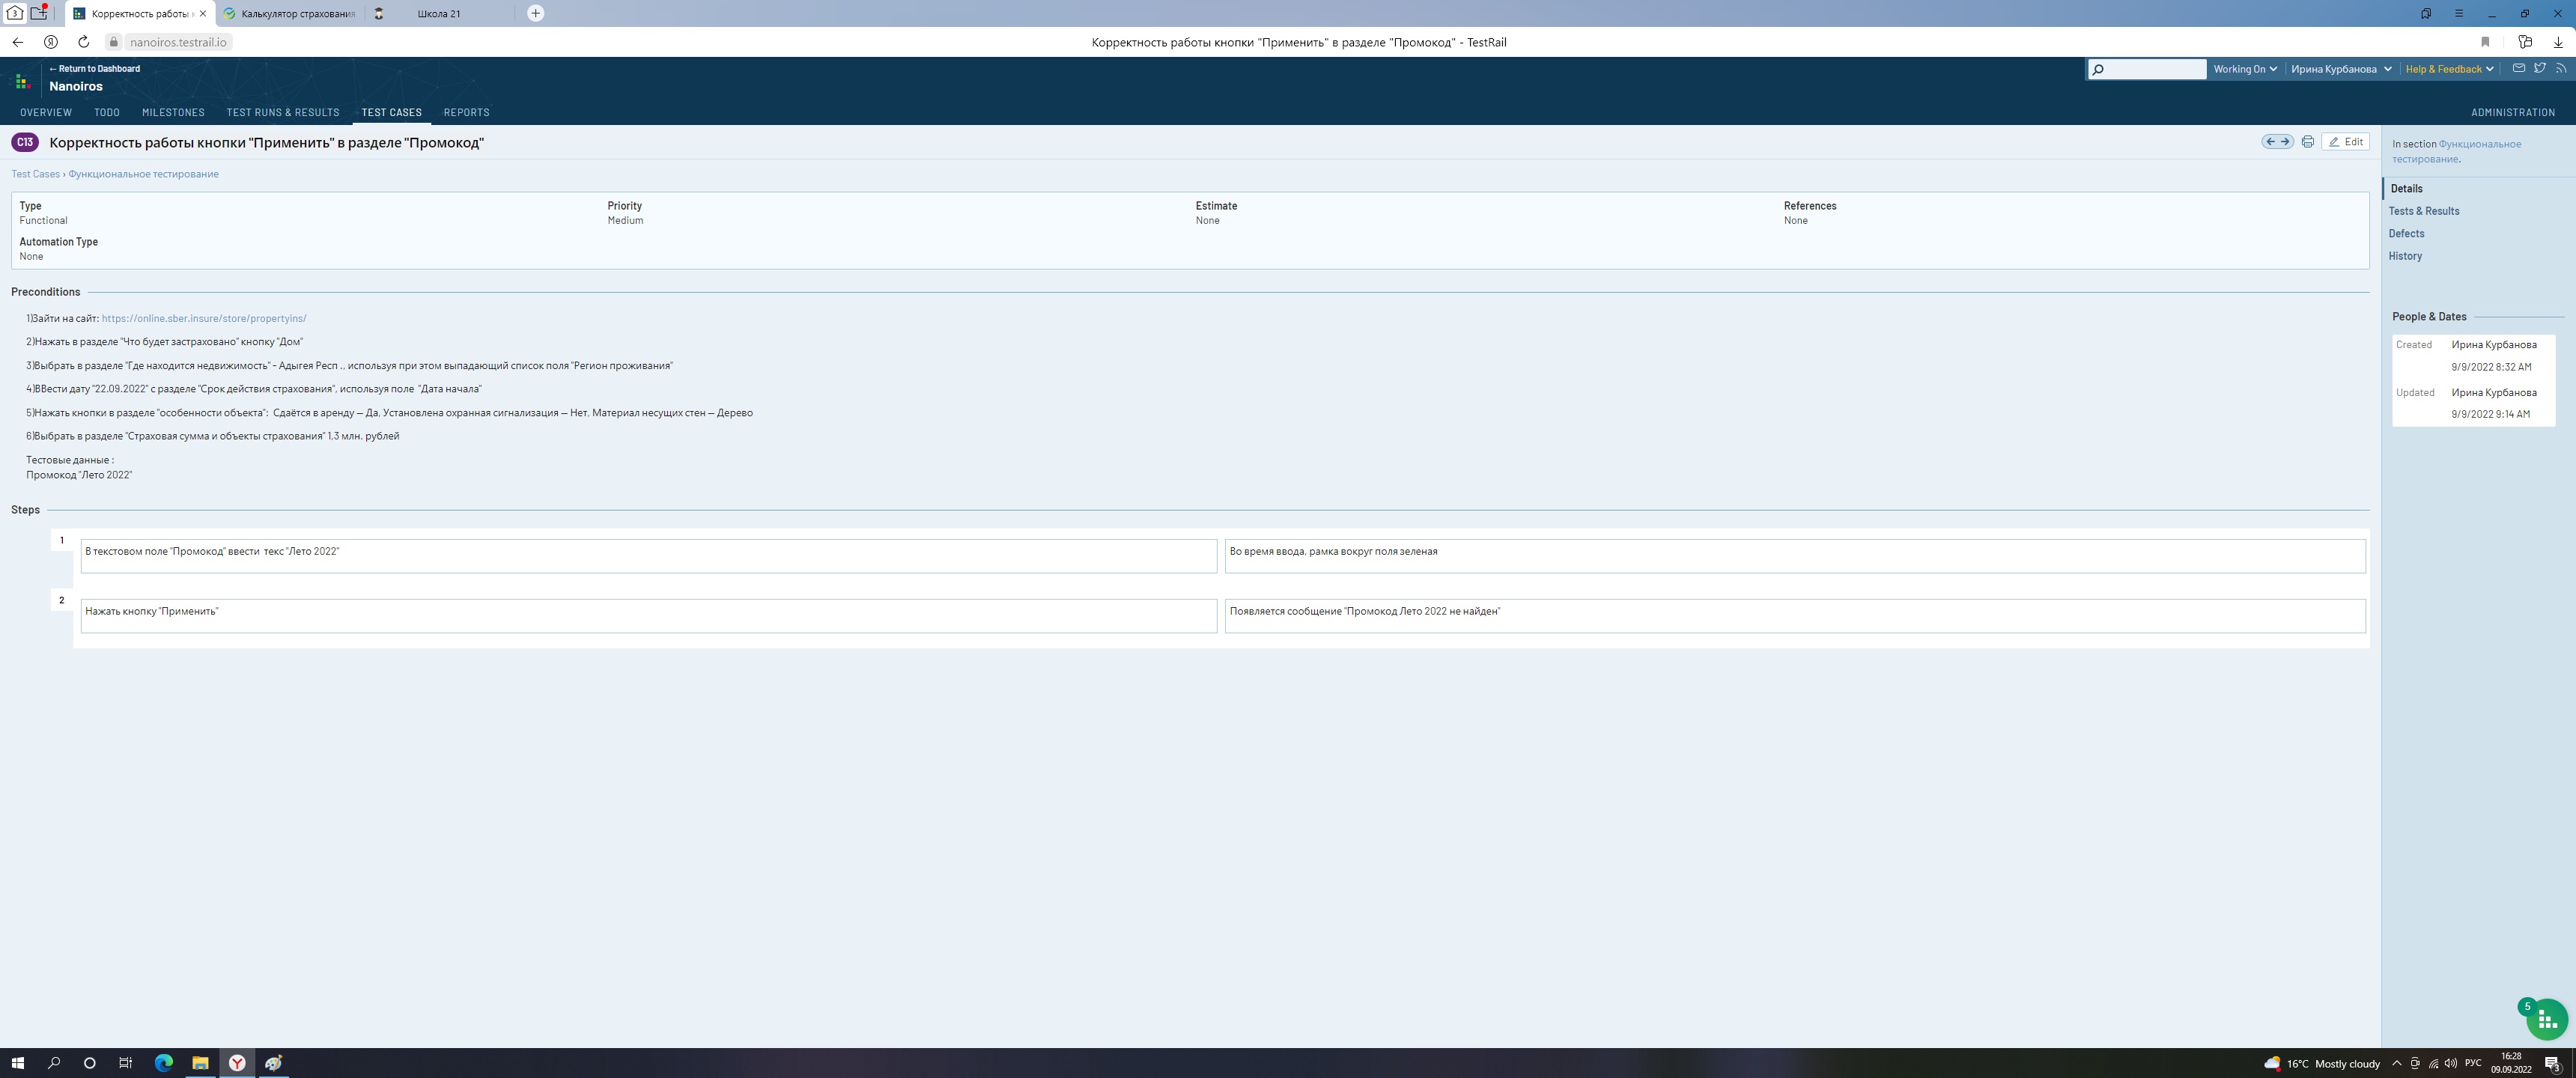 3
Корректность работы к
Калькулятор страхования
Школа 21
nanoiros.testrail.io
Корректность работы кнопки "Применить" в разделе "Промокод" - TestRail
← Return to Dashboard
Nanoiros
Working On
Ирина Курбанова
Help & Feedback
OVERVIEW TODO MILESTONES TEST RUNS & RESULTS TEST CASES REPORTS ADMINISTRATION
C13 Корректность работы кнопки "Применить" в разделе "Промокод"
Edit
Test Cases › Функциональное тестирование
Type Priority Estimate References
Functional Medium None None
Automation Type
None
Preconditions
1)Зайти на сайт: https://online.sber.insure/store/propertyins/
2)Нажать в разделе "Что будет застраховано" кнопку "Дом"
3)Выбрать в разделе "Где находится недвижимость" - Адыгея Респ ., используя при этом выпадающий список поля "Регион проживания"
4)ВВести дату "22.09.2022" с разделе "Срок действия страхования", используя поле "Дата начала"
5)Нажать кнопки в разделе "особенности объекта": Сдаётся в аренду – Да, Установлена охранная сигнализация – Нет, Материал несущих стен – Дерево
6)Выбрать в разделе "Страховая сумма и объекты страхования" 1,3 млн. рублей
Тестовые данные :
Промокод "Лето 2022"
Steps
1
В текстовом поле "Промокод" ввести текс "Лето 2022"
Во время ввода, рамка вокруг поля зеленая
2
Нажать кнопку "Применить"
Появляется сообщение "Промокод Лето 2022 не найден"
In section Функциональное
тестирование.
Details
Tests & Results
Defects
History
People & Dates
Created Ирина Курбанова
9/9/2022 8:32 AM
Updated Ирина Курбанова
9/9/2022 9:14 AM
5
16°C Mostly cloudy
РУС
16:28
09.09.2022
3